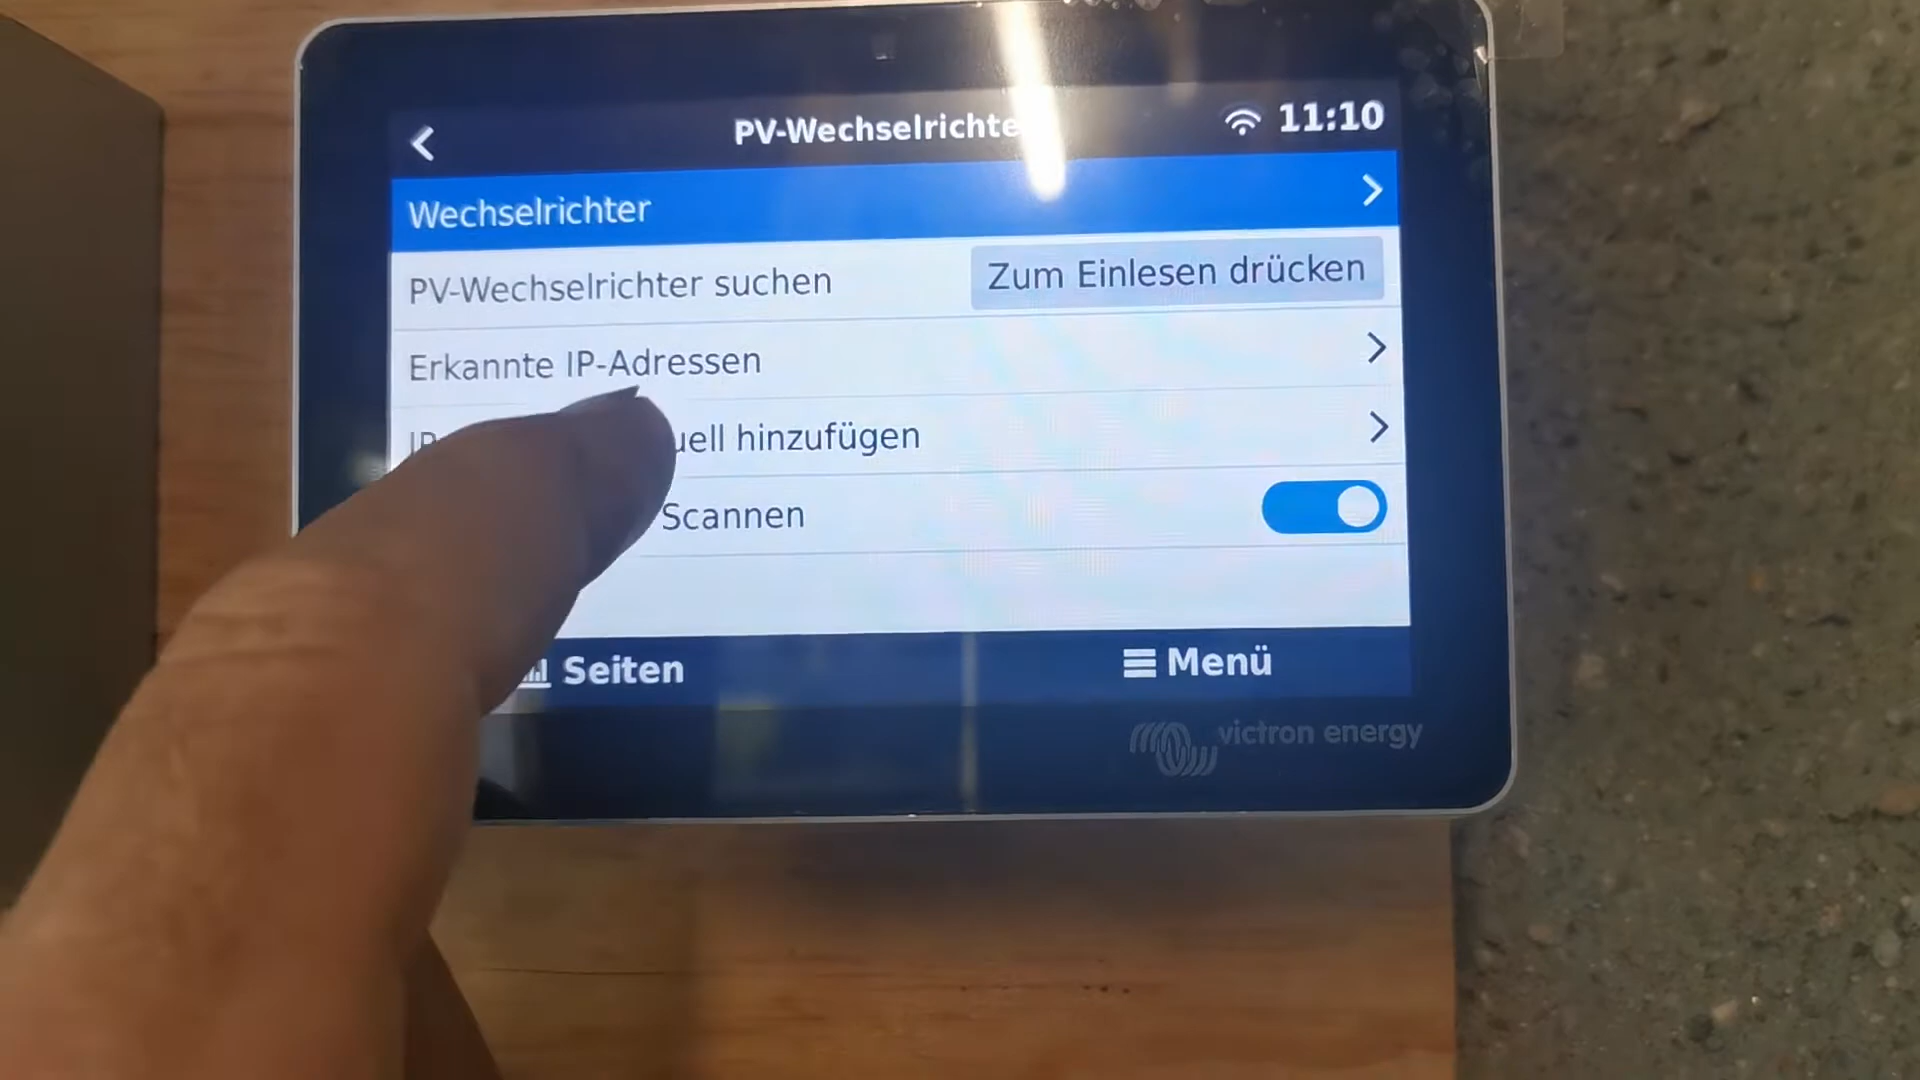 PV-Wechselrichte
11:10
Wechselrichter
PV-Wechselrichter suchen
Zum Einlesen drücken
Erkannte IP-Adressen
IP uell hinzufügen
Scannen
Seiten
Menü
victron energy